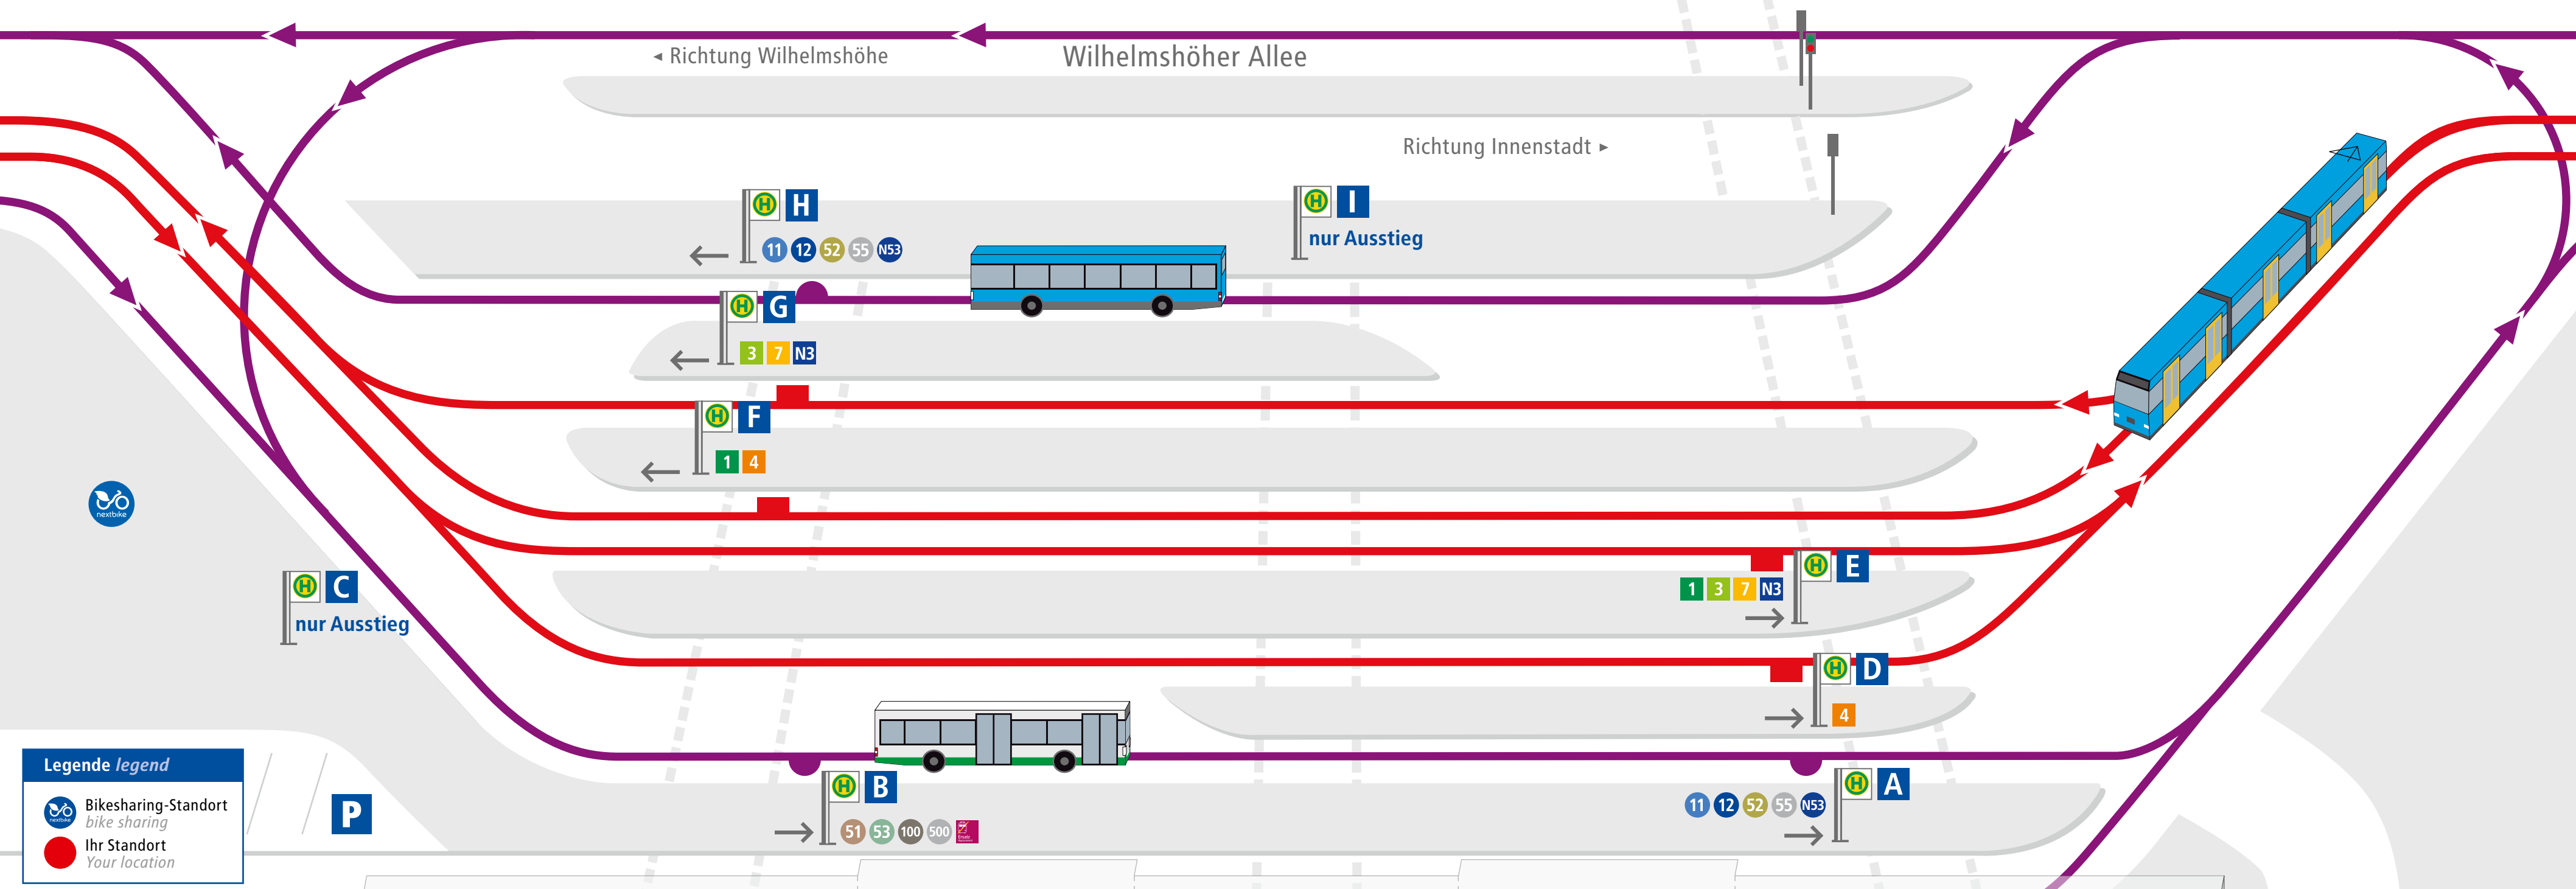 ◄ Richtung Wilhelmshöhe
Wilhelmshöher Allee
Richtung Innenstadt ►
H H
11 12 52 55 N53
H I
nur Ausstieg
H G
3 7 N3
H F
1 4
nextbike
H C
nur Ausstieg
H E
1 3 7 N3
H D
4
H B
51 53 100 500
H A
11 12 52 55 N53
P
Legende legend
nextbike
Bikesharing-Standort
bike sharing
Ihr Standort
Your location